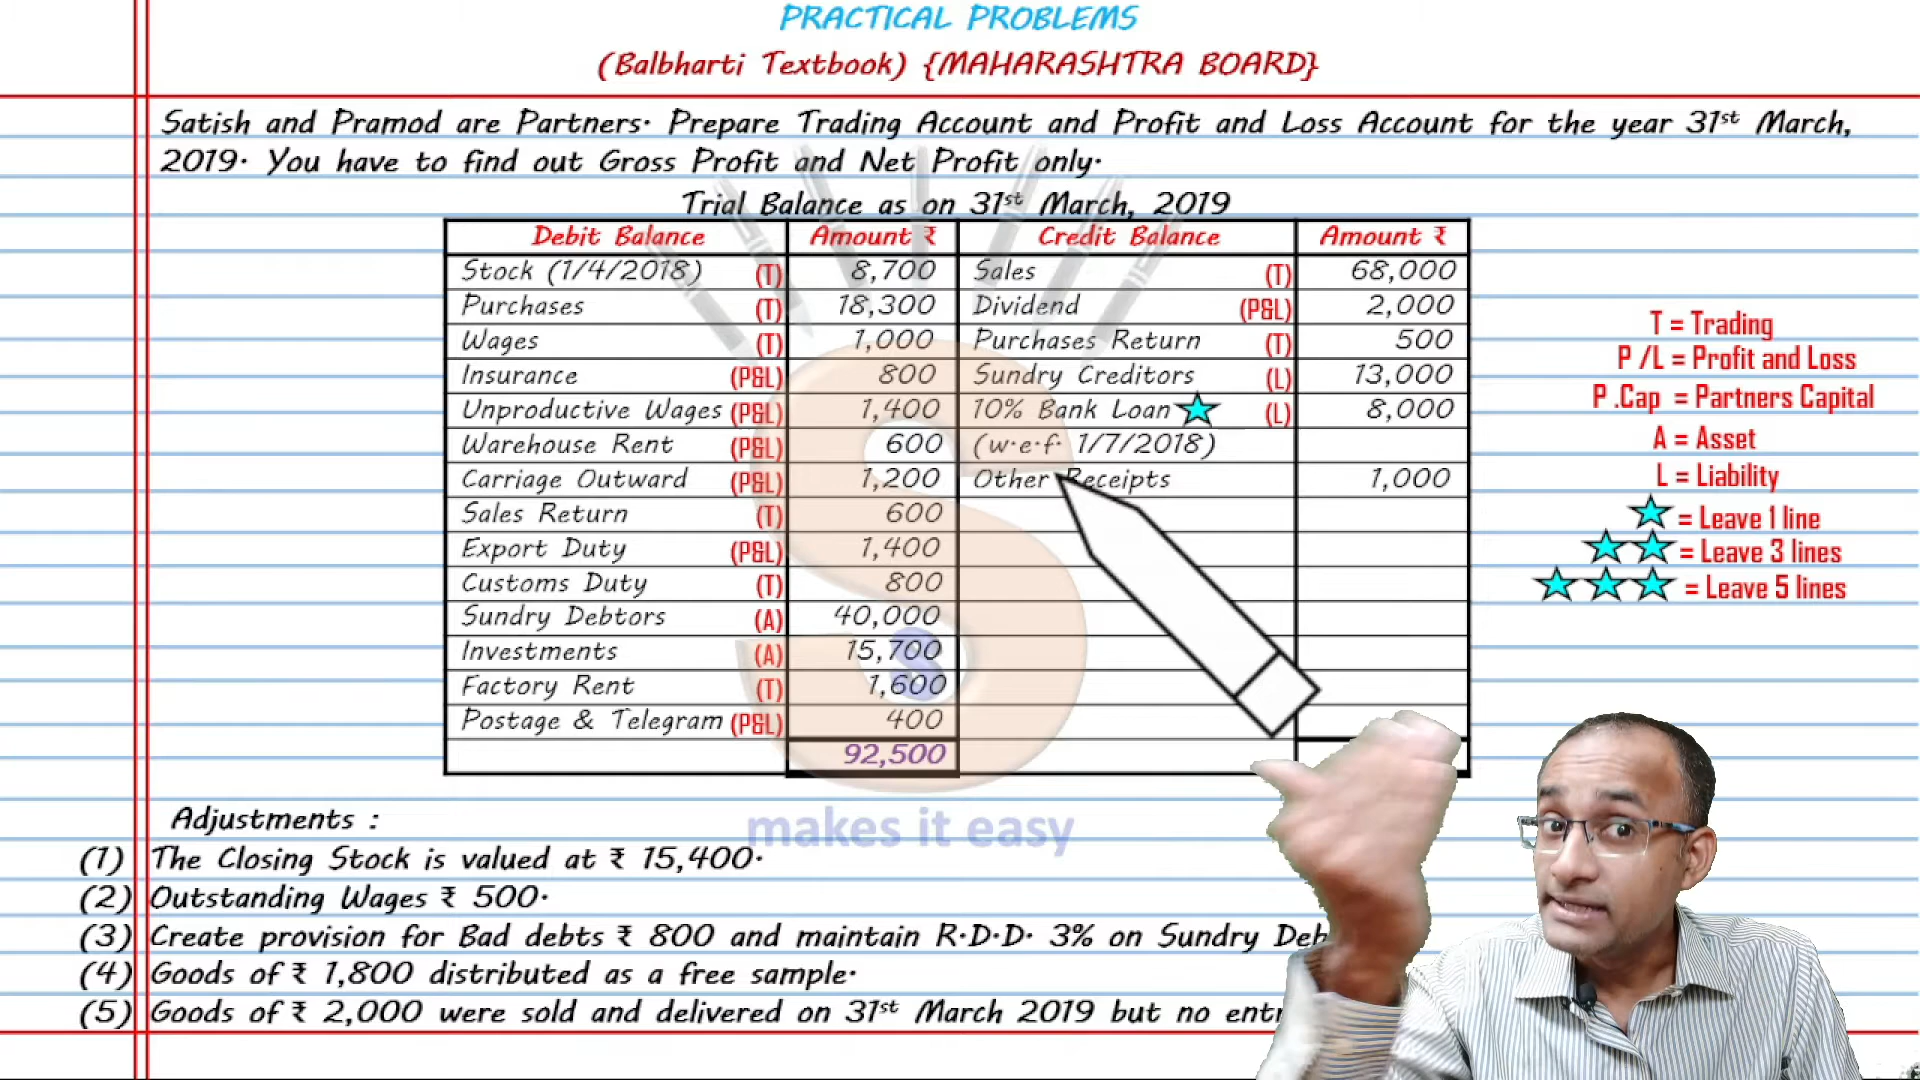 PRACTICAL PROBLEMS
(Balbharti Textbook) {MAHARASHTRA BOARD}
Satish and Pramod are Partners. Prepare Trading Account and Profit and Loss Account for the year 31st March,
2019. You have to find out Gross Profit and Net Profit only.
Trial Balance as on 31st March, 2019
Debit Balance Amount ₹ Credit Balance Amount ₹
Stock (1/4/2018) (T) 8,700 Sales (T) 68,000
Purchases (T) 18,300 Dividend (P&L) 2,000
Wages (T) 1,000 Purchases Return (T) 500
Insurance (P&L) 800 Sundry Creditors (L) 13,000
Unproductive Wages (P&L) 1,400 10% Bank Loan (L) 8,000
Warehouse Rent (P&L) 600 (w.e.f. 1/7/2018)
Carriage Outward (P&L) 1,200 Other Receipts 1,000
Sales Return (T) 600
Export Duty (P&L) 1,400
Customs Duty (T) 800
Sundry Debtors (A) 40,000
Investments (A) 15,700
Factory Rent (T) 1,600
Postage & Telegram (P&L) 400
92,500
T = Trading
P /L = Profit and Loss
P .Cap = Partners Capital
A = Asset
L = Liability
= Leave 1 line
= Leave 3 lines
= Leave 5 lines
makes it easy
Adjustments :
(1) The Closing Stock is valued at ₹ 15,400.
(2) Outstanding Wages ₹ 500.
(3) Create provision for Bad debts ₹ 800 and maintain R.D.D. 3% on Sundry
(4) Goods of ₹ 1,800 distributed as a free sample.
(5) Goods of ₹ 2,000 were sold and delivered on 31st March 2019 but no